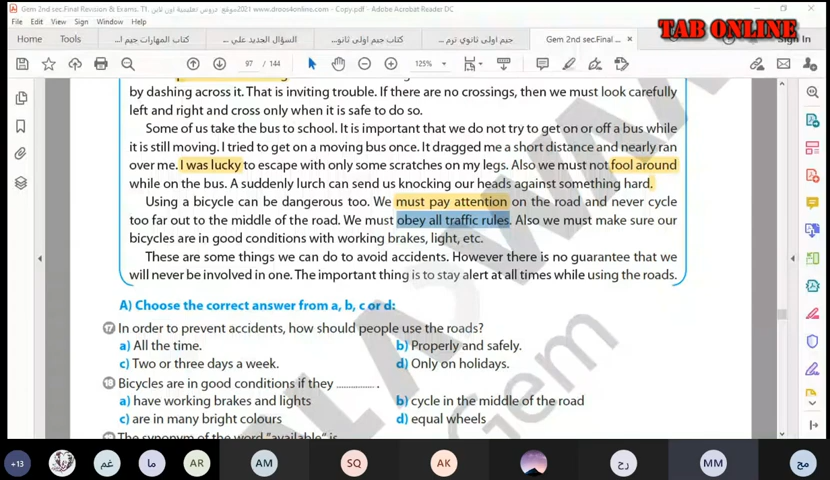 Gem 2nd sec.Final Revision & Exams. T1. 2021موقع دروس تعليمية اون لاين www.droos4online.com - Copy.pdf - Adobe Acrobat Reader DC
TAB ONLINE
File Edit View Sign Window Help
Home Tools
كتاب المهارات جيم ا...
السؤال الجديد علي ...
كتاب جيم اولى ثانو...
جيم اولى ثانوي ترم ...
Gem 2nd sec.Final ...
Sign In
97 / 144
125%
by dashing across it. That is inviting trouble. If there are no crossings, then we must look carefully
left and right and cross only when it is safe to do so.
Some of us take the bus to school. It is important that we do not try to get on or off a bus while
it is still moving. I tried to get on a moving bus once. It dragged me a short distance and nearly ran
over me. I was lucky to escape with only some scratches on my legs. Also we must not fool around
while on the bus. A suddenly lurch can send us knocking our heads against something hard.
Using a bicycle can be dangerous too. We must pay attention on the road and never cycle
too far out to the middle of the road. We must obey all traffic rules. Also we must make sure our
bicycles are in good conditions with working brakes, light, etc.
These are some things we can do to avoid accidents. However there is no guarantee that we
will never be involved in one. The important thing is to stay alert at all times while using the roads.
A) Choose the correct answer from a, b, c or d:
17 In order to prevent accidents, how should people use the roads?
a) All the time.
b) Properly and safely.
c) Two or three days a week.
d) Only on holidays.
18 Bicycles are in good conditions if they ............... .
a) have working brakes and lights
b) cycle in the middle of the road
c) are in many bright colours
d) equal wheels
The synonym of the word "available" is
Gem
+13
غم
ما
AR
AM
SQ
AK
رح
MM
مح